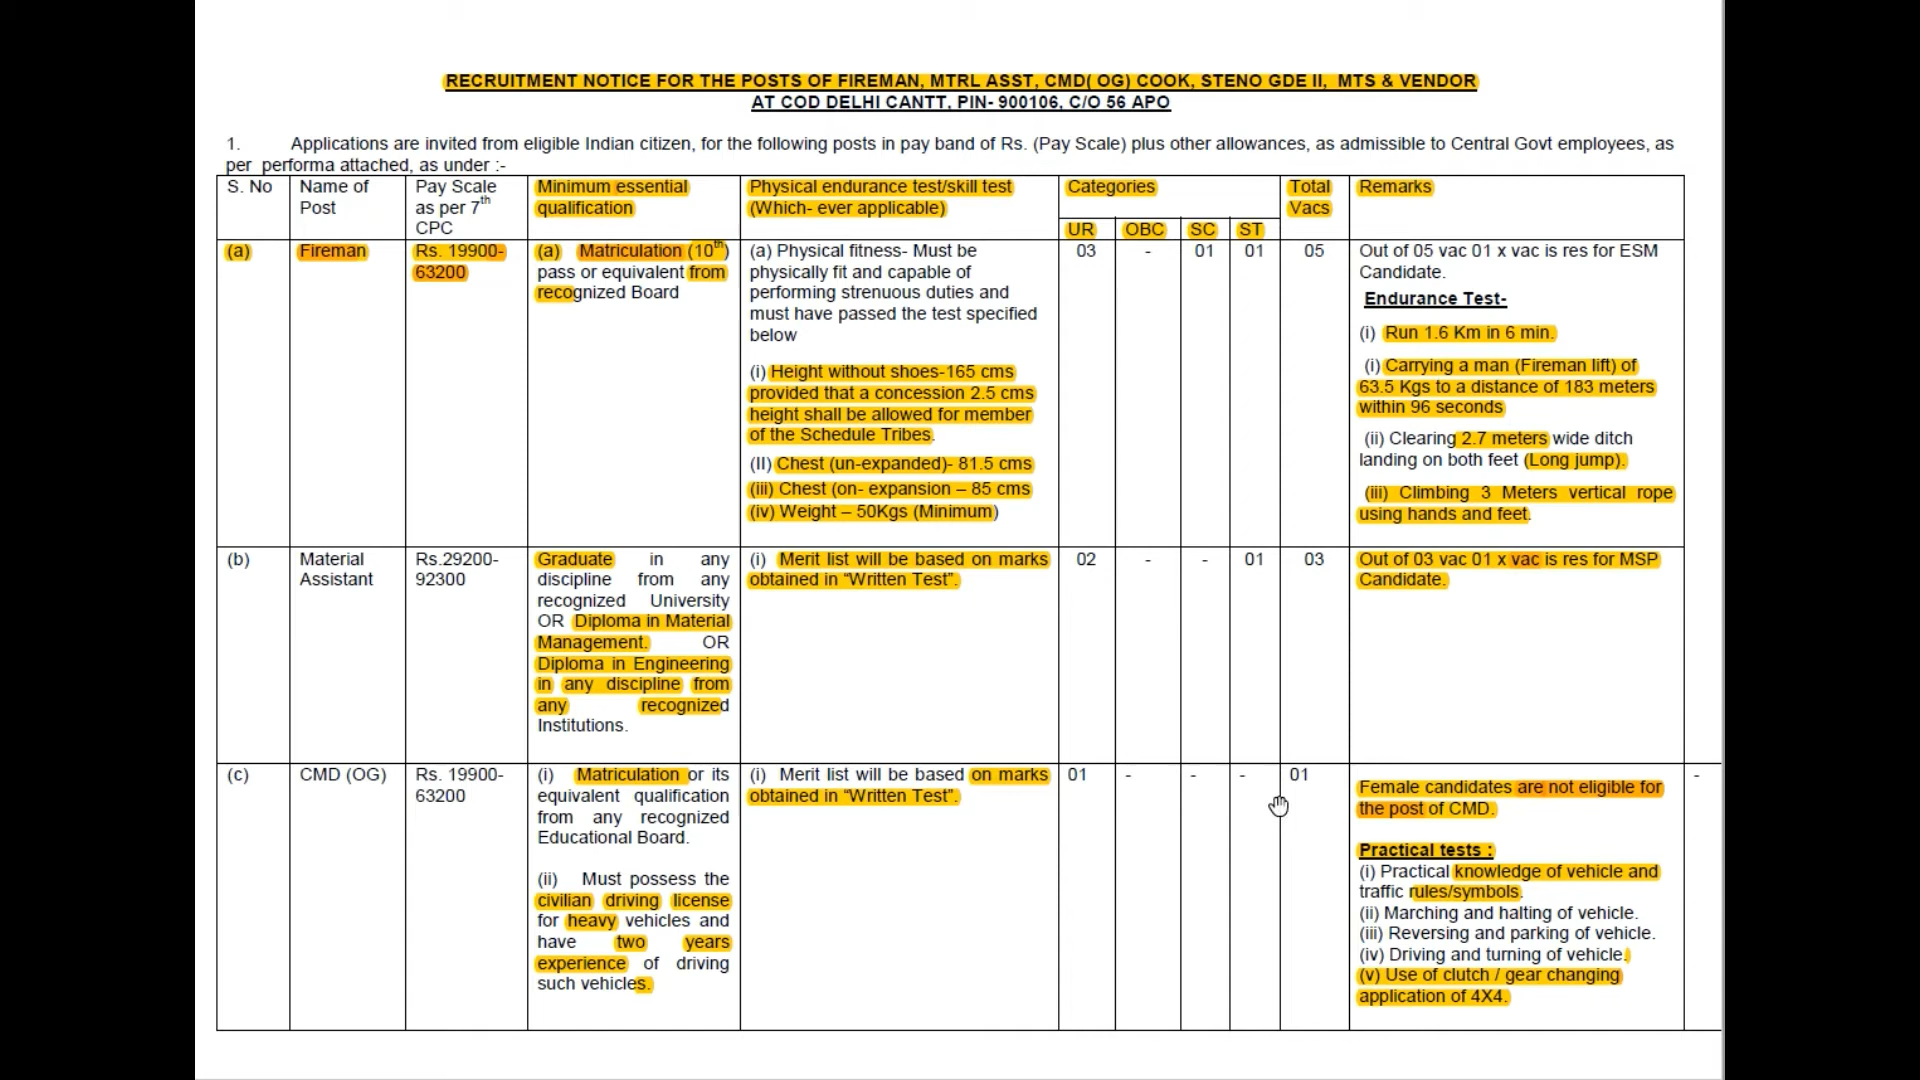 RECRUITMENT NOTICE FOR THE POSTS OF FIREMAN, MTRL ASST, CMD( OG) COOK, STENO GDE II, MTS & VENDOR
AT COD DELHI CANTT, PIN- 900106, C/O 56 APO
1. Applications are invited from eligible Indian citizen, for the following posts in pay band of Rs. (Pay Scale) plus other allowances, as admissible to Central Govt employees, as
per performa attached, as under :-
S. No
Name of
Post
Pay Scale
as per 7th
CPC
Minimum essential
qualification
Physical endurance test/skill test
(Which- ever applicable)
Categories
UR OBC SC ST
Total
Vacs
Remarks
(a)
Fireman
Rs. 19900-
63200
(a) Matriculation (10th)
pass or equivalent from
recognized Board
(a) Physical fitness- Must be
physically fit and capable of
performing strenuous duties and
must have passed the test specified
below
(i) Height without shoes-165 cms
provided that a concession 2.5 cms
height shall be allowed for member
of the Schedule Tribes.
(II) Chest (un-expanded)- 81.5 cms
(iii) Chest (on- expansion – 85 cms
(iv) Weight – 50Kgs (Minimum)
03 - 01 01 05
Out of 05 vac 01 x vac is res for ESM
Candidate.
Endurance Test-
(i) Run 1.6 Km in 6 min.
(i) Carrying a man (Fireman lift) of
63.5 Kgs to a distance of 183 meters
within 96 seconds
(ii) Clearing 2.7 meters wide ditch
landing on both feet (Long jump).
(iii) Climbing 3 Meters vertical rope
using hands and feet.
(b)
Material
Assistant
Rs.29200-
92300
Graduate in any
discipline from any
recognized University
OR Diploma in Material
Management. OR
Diploma in Engineering
in any discipline from
any recognized
Institutions.
(i) Merit list will be based on marks
obtained in “Written Test”.
02 - - 01 03
Out of 03 vac 01 x vac is res for MSP
Candidate.
(c)
CMD (OG)
Rs. 19900-
63200
(i) Matriculation or its
equivalent qualification
from any recognized
Educational Board.
(ii) Must possess the
civilian driving license
for heavy vehicles and
have two years
experience of driving
such vehicles.
(i) Merit list will be based on marks
obtained in “Written Test”.
01 - - - 01
Female candidates are not eligible for
the post of CMD.
Practical tests :
(i) Practical knowledge of vehicle and
traffic rules/symbols.
(ii) Marching and halting of vehicle.
(iii) Reversing and parking of vehicle.
(iv) Driving and turning of vehicle.
(v) Use of clutch / gear changing
application of 4X4.
-